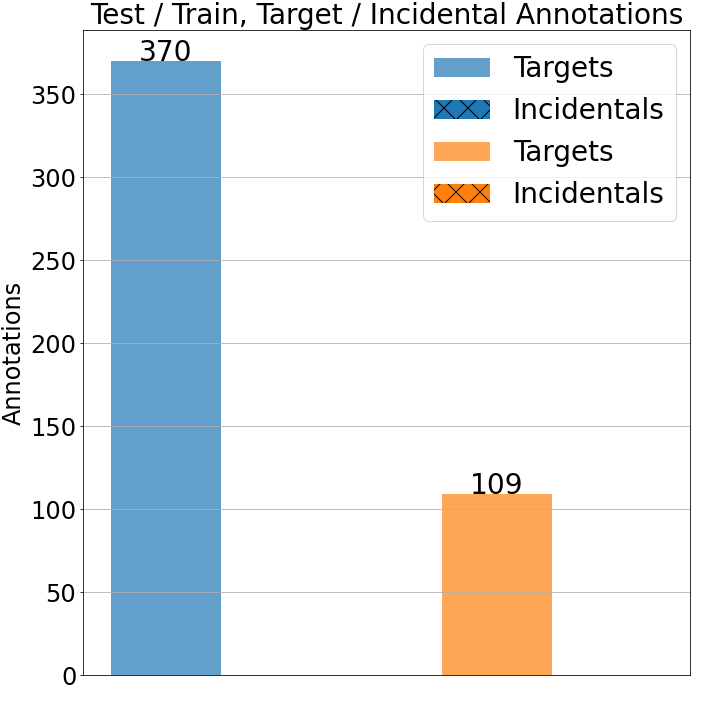 Test / Train, Target / Incidental Annotations
370
Targets
Incidentals
Targets
Incidentals
350
300
250
200
150
109
100
50
0
Annotations